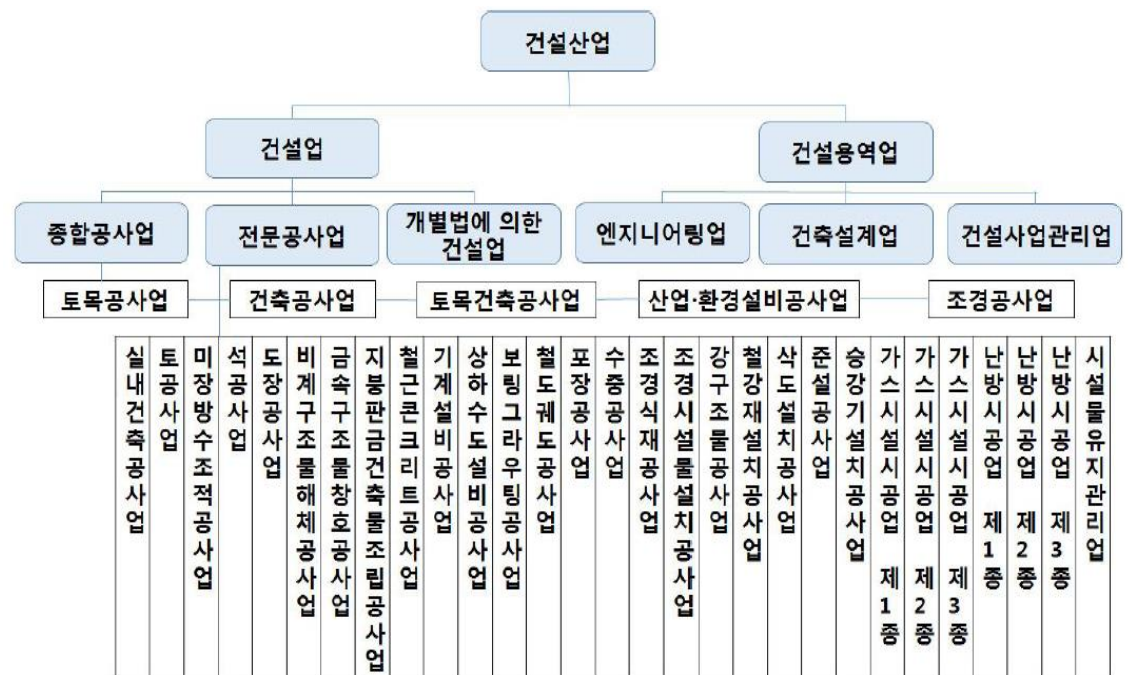 건설산업
건설업
건설용역업
종합공사업
전문공사업
개별법에 의한
건설업
엔지니어링업
건축설계업
건설사업관리업
토목공사업
건축공사업
토목건축공사업
산업·환경설비공사업
조경공사업
실내건축공사업
토공사업
미장방수조적공사업
석공사업
도장공사업
비계구조물해체공사업
금속구조물창호공사업
지붕판금건축물조립공사업
철근콘크리트공사업
기계설비공사업
상하수도설비공사업
보링그라우팅공사업
철도궤도공사업
포장공사업
수중공사업
조경식재공사업
조경시설물설치공사업
강구조물공사업
철강재설치공사업
삭도설치공사업
준설공사업
승강기설치공사업
가스시설시공업 제1종
가스시설시공업 제2종
가스시설시공업 제3종
난방시공업 제1종
난방시공업 제2종
난방시공업 제3종
시설물유지관리업